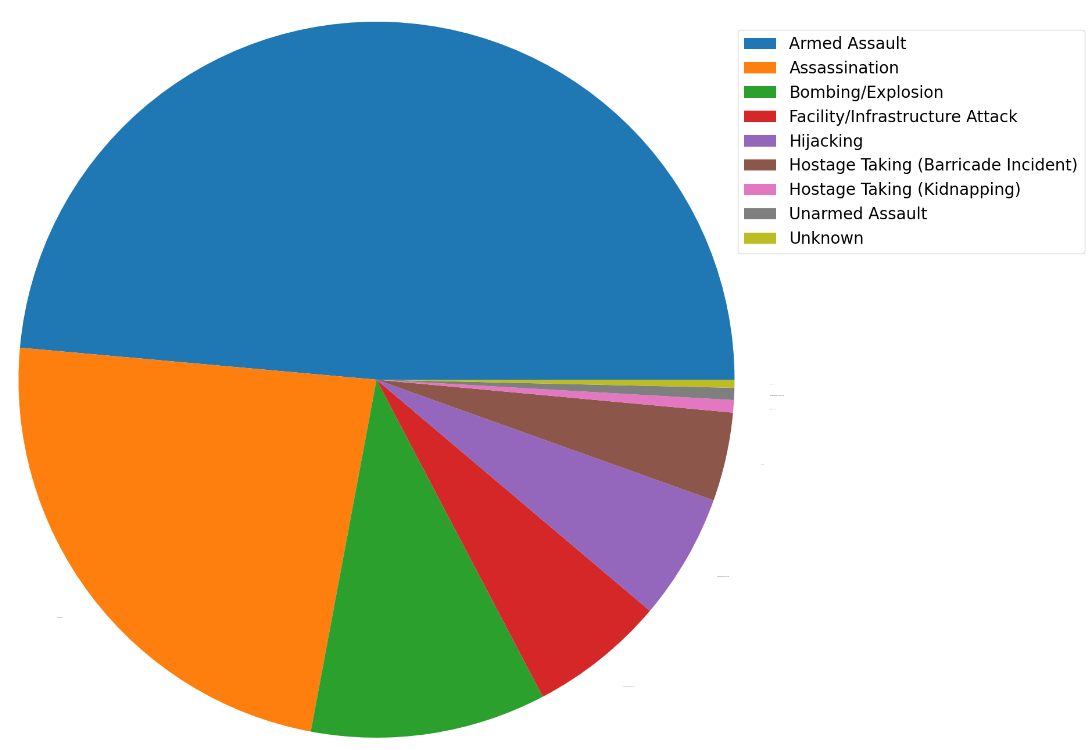 Armed Assault
Assassination
Bombing/Explosion
Facility/Infrastructure Attack
Hijacking
Hostage Taking (Barricade Incident)
Hostage Taking (Kidnapping)
Unarmed Assault
Unknown